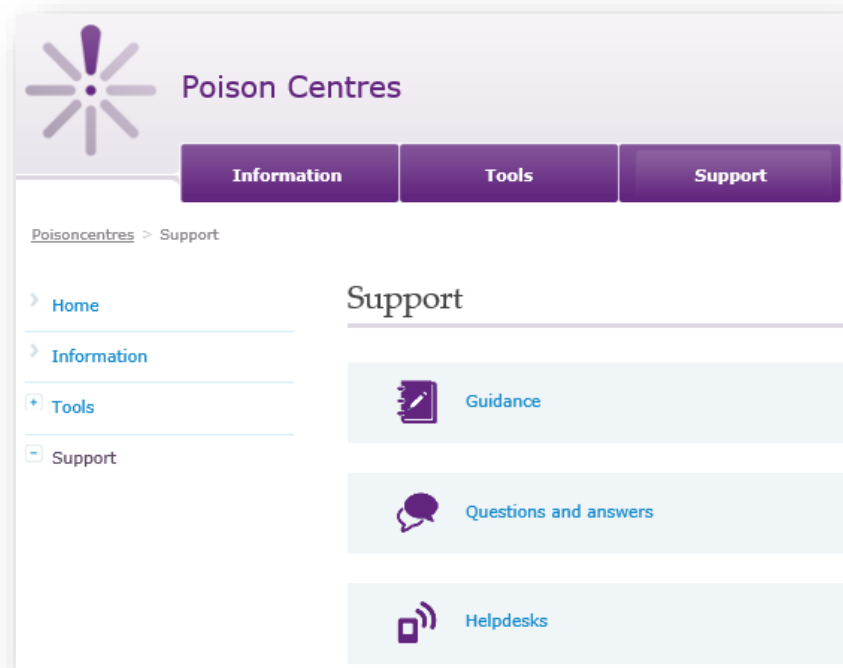 Poison Centres
Information Tools Support
Poisoncentres > Support
Home
Information
Tools
Support
Support
Guidance
Questions and answers
Helpdesks